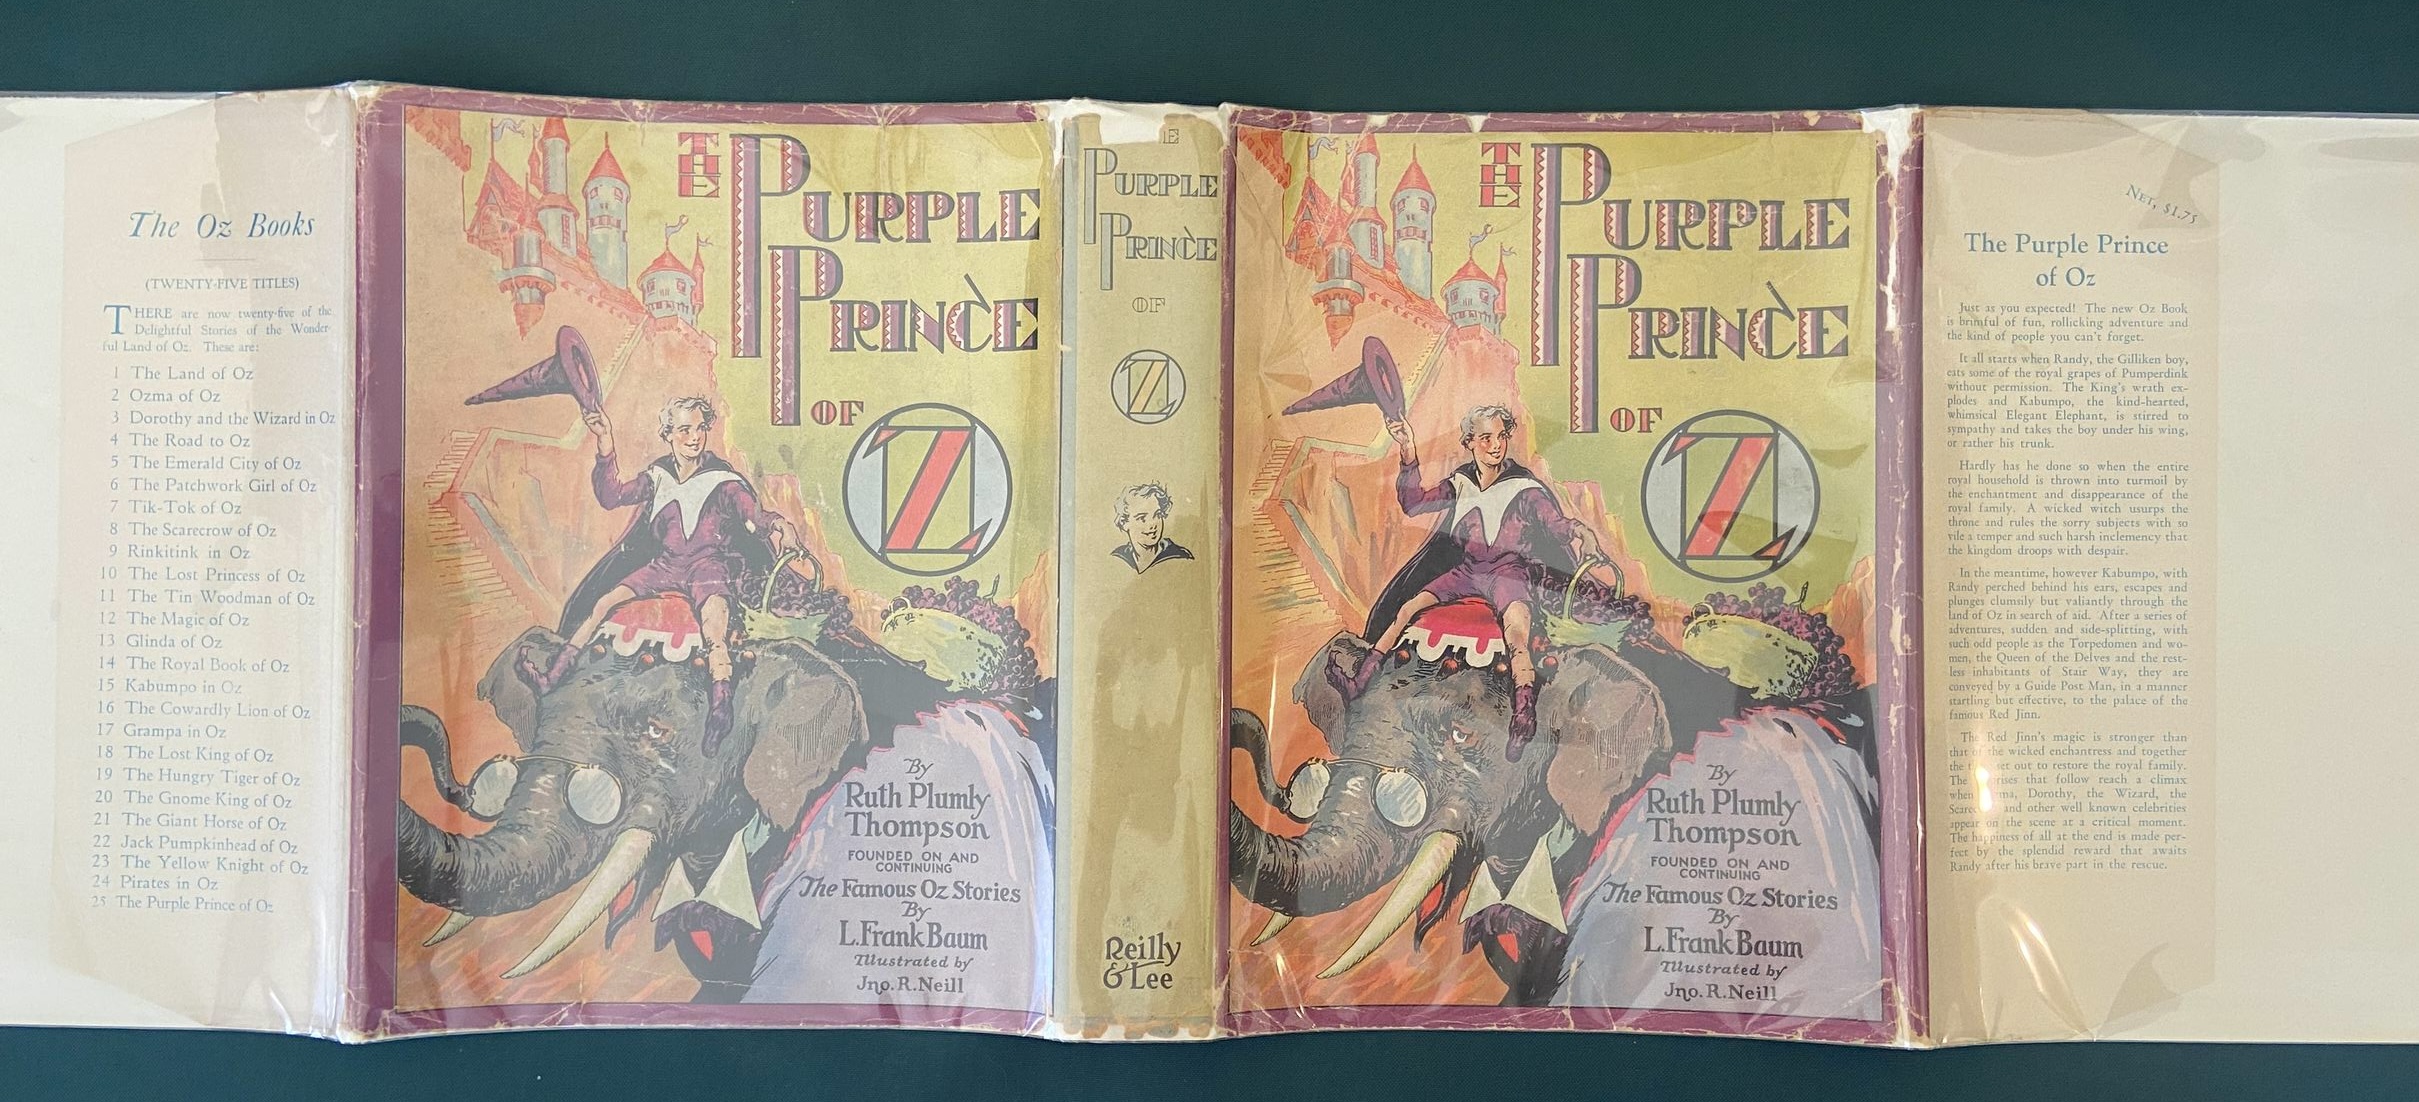 The Oz Books
(TWENTY-FIVE TITLES)
THERE are now twenty-five of the
Delightful Stories of the Wonder-
ful Land of Oz. These are:
1 The Land of Oz
2 Ozma of Oz
3 Dorothy and the Wizard in Oz
4 The Road to Oz
5 The Emerald City of Oz
6 The Patchwork Girl of Oz
7 Tik-Tok of Oz
8 The Scarecrow of Oz
9 Rinkitink in Oz
10 The Lost Princess of Oz
11 The Tin Woodman of Oz
12 The Magic of Oz
13 Glinda of Oz
14 The Royal Book of Oz
15 Kabumpo in Oz
16 The Cowardly Lion of Oz
17 Grampa in Oz
18 The Lost King of Oz
19 The Hungry Tiger of Oz
20 The Gnome King of Oz
21 The Giant Horse of Oz
22 Jack Pumpkinhead of Oz
23 The Yellow Knight of Oz
24 Pirates in Oz
25 The Purple Prince of Oz
THE
PURPLE
PRINCE
OF
OZ
By
Ruth Plumly
Thompson
FOUNDED ON AND
CONTINUING
The Famous Oz Stories
By
L. Frank Baum
Illustrated by
Jno. R. Neill
E
PURPLE
PRINCE
OF
OZ
Reilly
& Lee
THE
PURPLE
PRINCE
OF
OZ
By
Ruth Plumly
Thompson
FOUNDED ON AND
CONTINUING
The Famous Oz Stories
By
L. Frank Baum
Illustrated by
Jno. R. Neill
NET, $1.75
The Purple Prince
of Oz
Just as you expected! The new Oz Book
is brimful of fun, rollicking adventure and
the kind of people you can't forget.
It all starts when Randy, the Gilliken boy,
eats some of the royal grapes of Pumperdink
without permission. The King's wrath ex-
plodes and Kabumpo, the kind-hearted,
whimsical Elegant Elephant, is stirred to
sympathy and takes the boy under his wing,
or rather his trunk.
Hardly has he done so when the entire
royal household is thrown into turmoil by
the enchantment and disappearance of the
royal family. A wicked witch usurps the
throne and rules the sorry subjects with so
vile a temper and such harsh inclemency that
the kingdom droops with despair.
In the meantime, however Kabumpo, with
Randy perched behind his ears, escapes and
plunges clumsily but valiantly through the
land of Oz in search of aid. After a series of
adventures, sudden and side-splitting, with
such odd people as the Torpedomen and wo-
men, the Queen of the Delves and the rest-
less inhabitants of Stair Way, they are
conveyed by a Guide Post Man, in a manner
startling but effective, to the palace of the
famous Red Jinn.
The Red Jinn's magic is stronger than
that of the wicked enchantress and together
the set out to restore the royal family.
The that follow reach a climax
when Dorothy, the Wizard, the
and other well known celebrities
appear on the scene at a critical moment.
The happiness of all at the end is made per-
fect by the splendid reward that awaits
Randy after his brave part in the rescue.